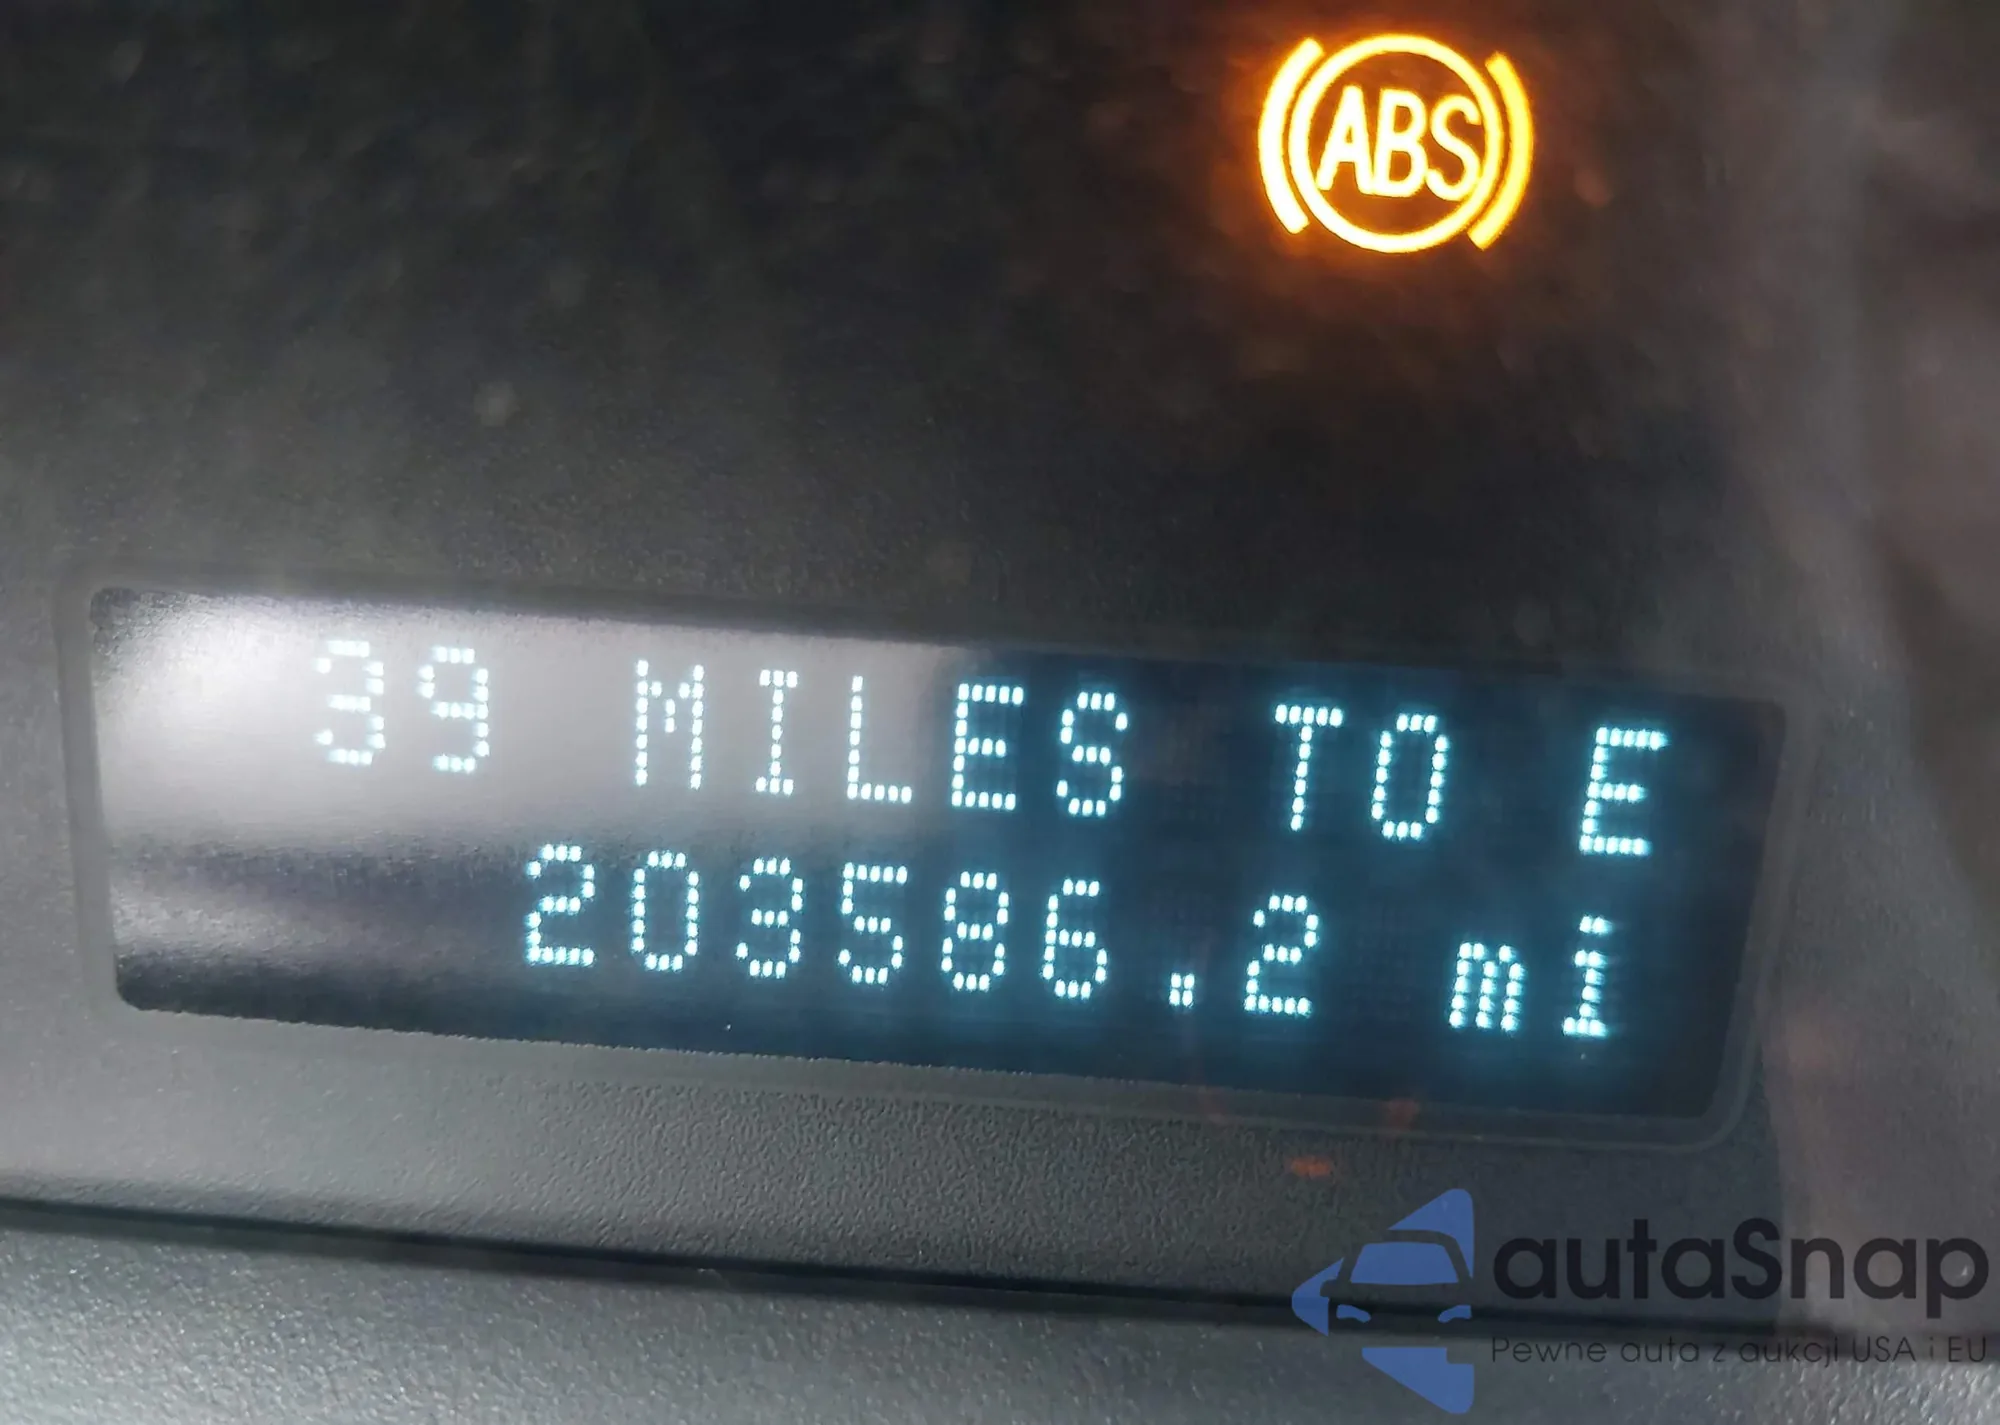 ABS
39 MILES TO E
203586.2 mi
autaSnap
Pewne auta z aukcji USA i EU